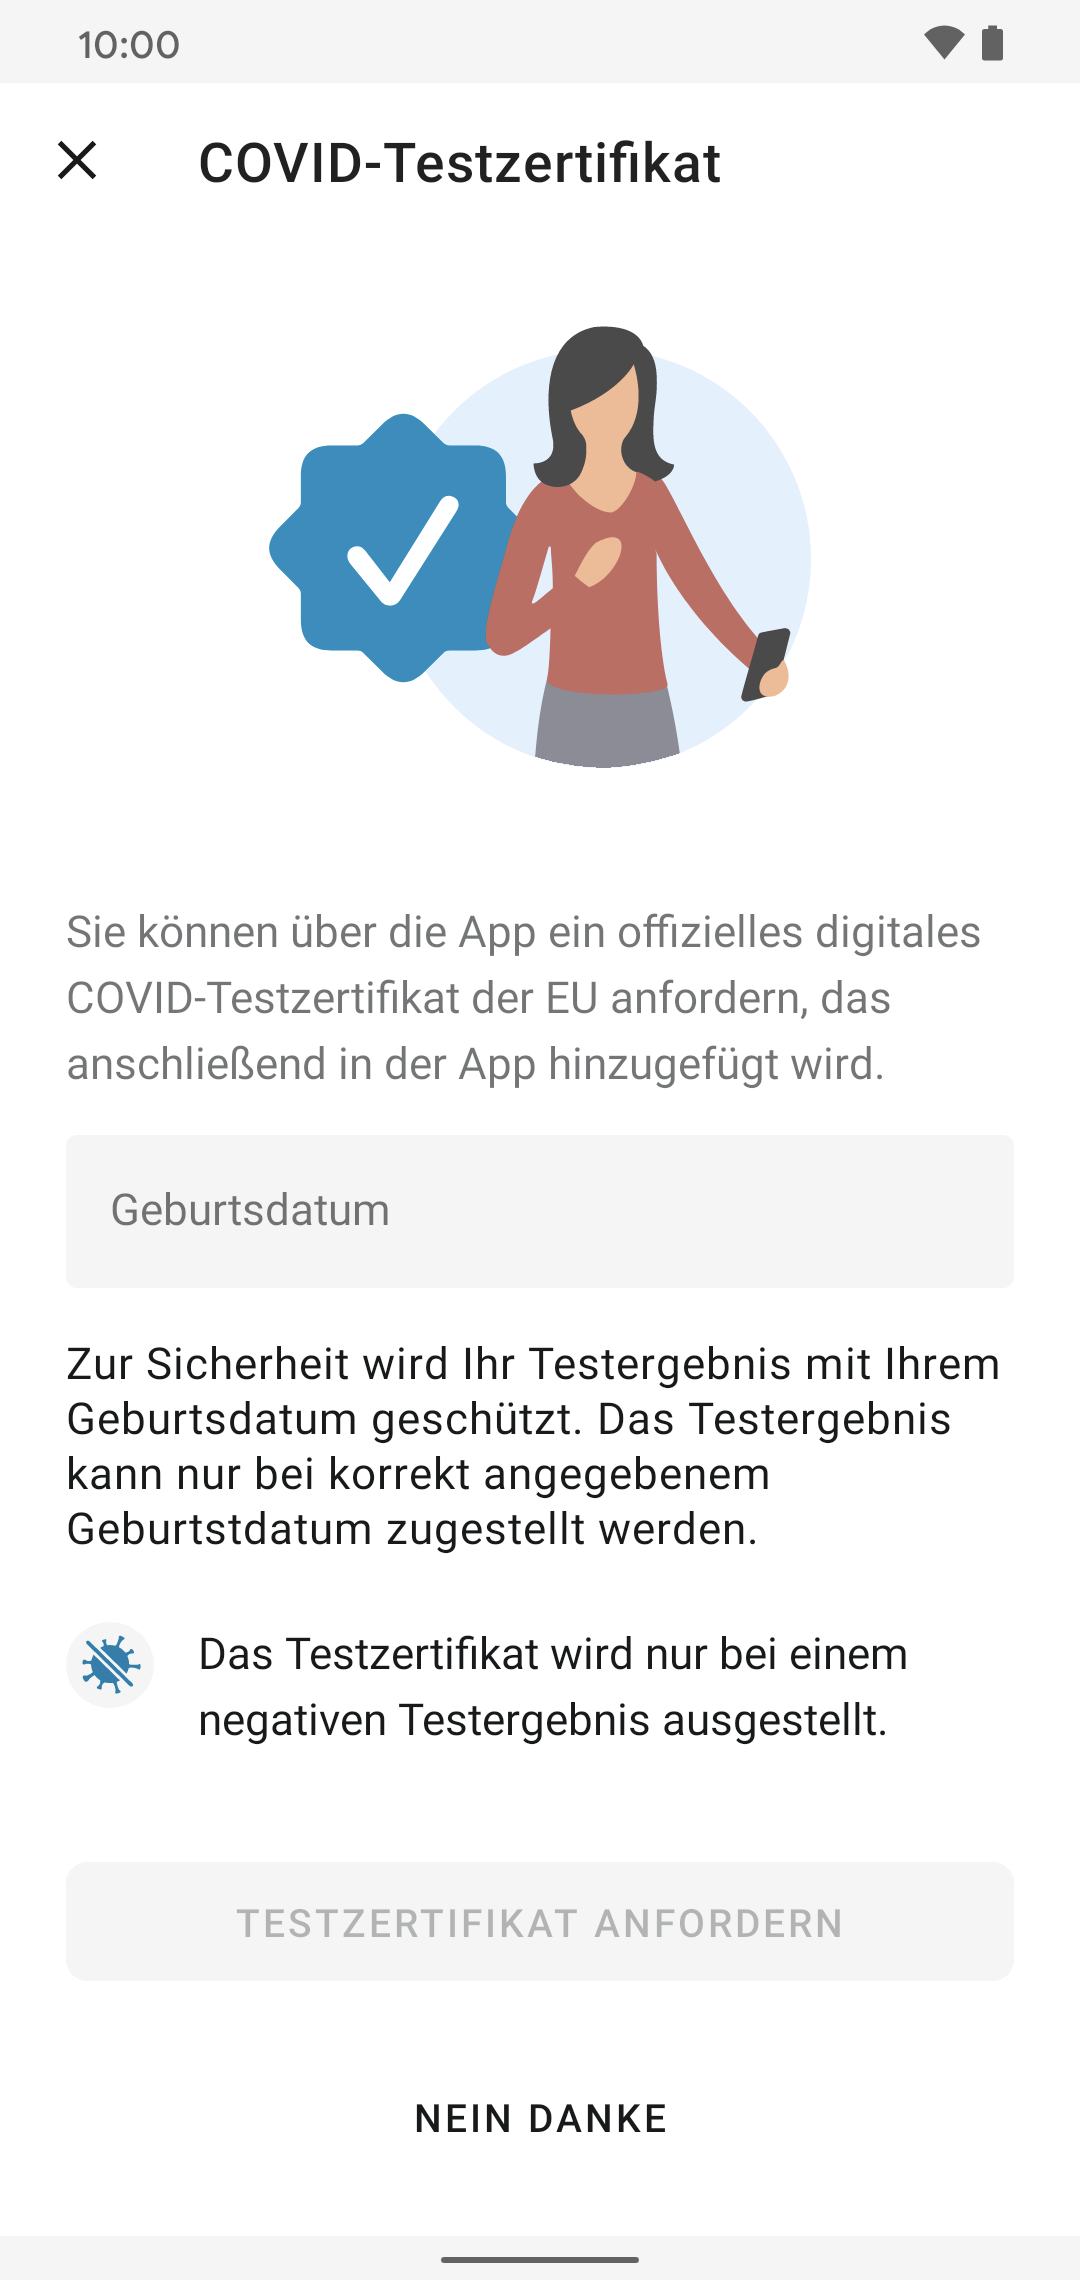 10:00
COVID-Testzertifikat
Sie können über die App ein offizielles digitales
COVID-Testzertifikat der EU anfordern, das
anschließend in der App hinzugefügt wird.
Geburtsdatum
Zur Sicherheit wird Ihr Testergebnis mit Ihrem
Geburtsdatum geschützt. Das Testergebnis
kann nur bei korrekt angegebenem
Geburtstdatum zugestellt werden.
Das Testzertifikat wird nur bei einem
negativen Testergebnis ausgestellt.
TESTZERTIFIKAT ANFORDERN
NEIN DANKE